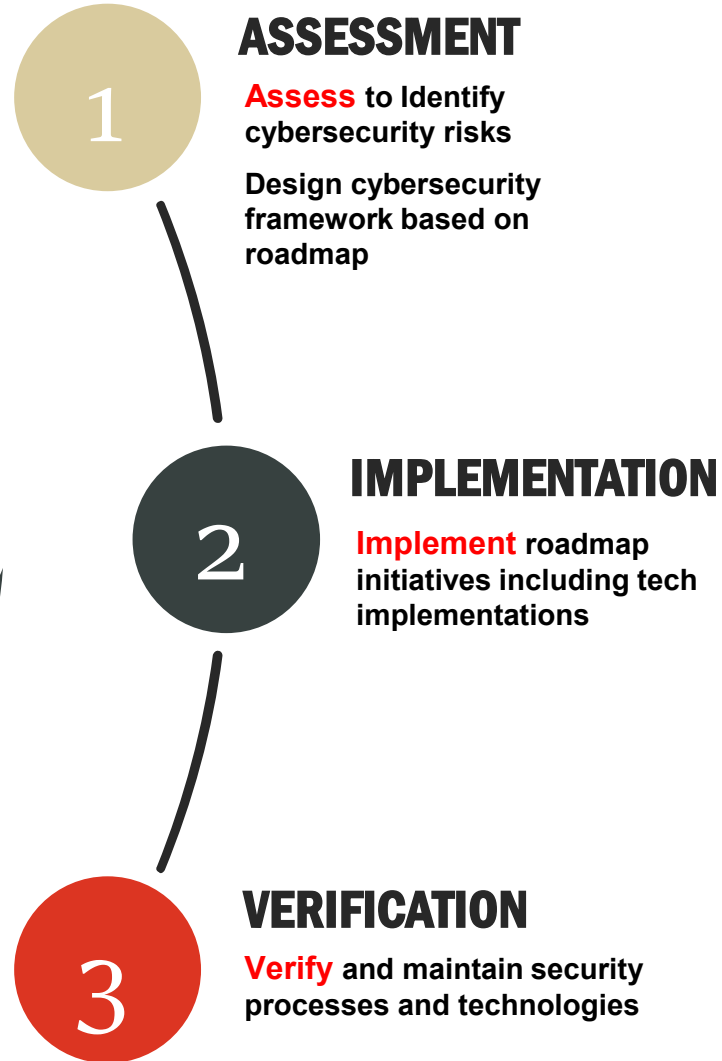 1
ASSESSMENT
Assess to Identify
cybersecurity risks
Design cybersecurity
framework based on
roadmap
2
IMPLEMENTATION
Implement roadmap
initiatives including tech
implementations
3
VERIFICATION
Verify and maintain security
processes and technologies